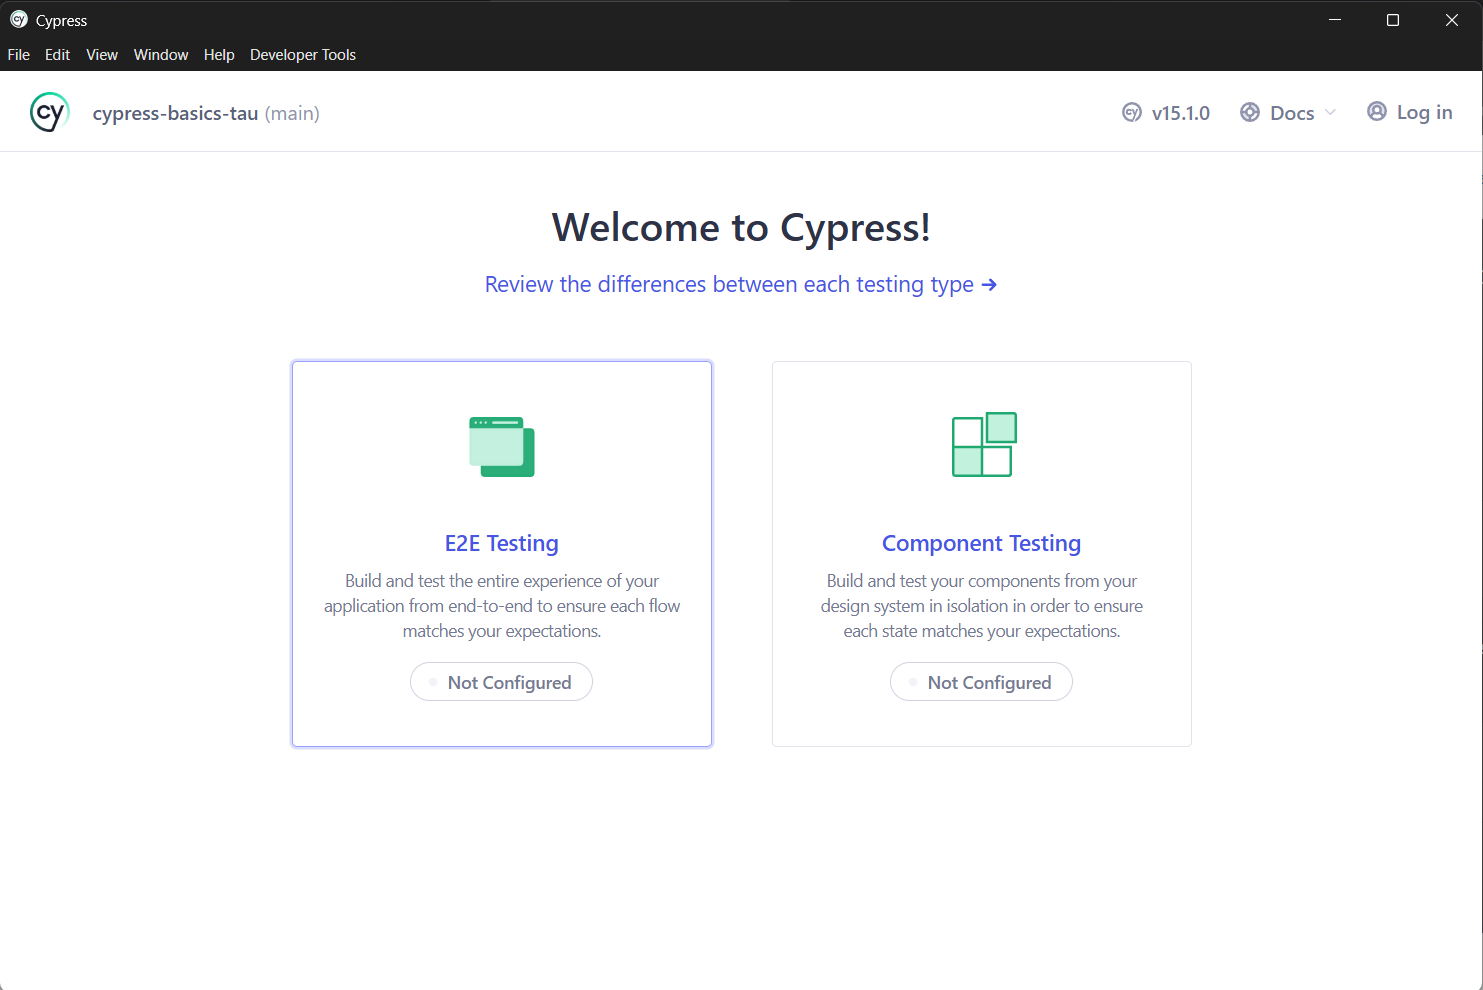 Cypress
File Edit View Window Help Developer Tools
cy cypress-basics-tau (main) v15.1.0 Docs Log in
Welcome to Cypress!
Review the differences between each testing type →
E2E Testing
Build and test the entire experience of your
application from end-to-end to ensure each flow
matches your expectations.
Not Configured
Component Testing
Build and test your components from your
design system in isolation in order to ensure
each state matches your expectations.
Not Configured